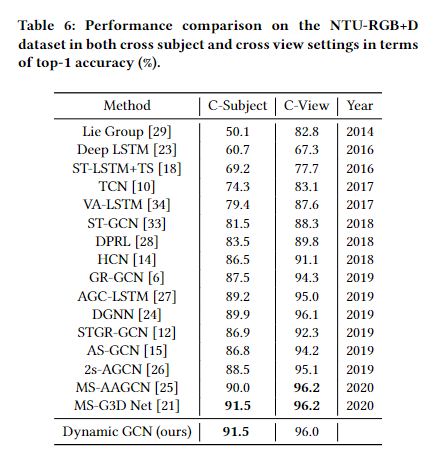 Table 6: Performance comparison on the NTU-RGB+D
dataset in both cross subject and cross view settings in terms
of top-1 accuracy (%).
Method C-Subject C-View Year
Lie Group [29] 50.1 82.8 2014
Deep LSTM [23] 60.7 67.3 2016
ST-LSTM+TS [18] 69.2 77.7 2016
TCN [10] 74.3 83.1 2017
VA-LSTM [34] 79.4 87.6 2017
ST-GCN [33] 81.5 88.3 2018
DPRL [28] 83.5 89.8 2018
HCN [14] 86.5 91.1 2018
GR-GCN [6] 87.5 94.3 2019
AGC-LSTM [27] 89.2 95.0 2019
DGNN [24] 89.9 96.1 2019
STGR-GCN [12] 86.9 92.3 2019
AS-GCN [15] 86.8 94.2 2019
2s-AGCN [26] 88.5 95.1 2019
MS-AAGCN [25] 90.0 96.2 2020
MS-G3D Net [21] 91.5 96.2 2020
Dynamic GCN (ours) 91.5 96.0